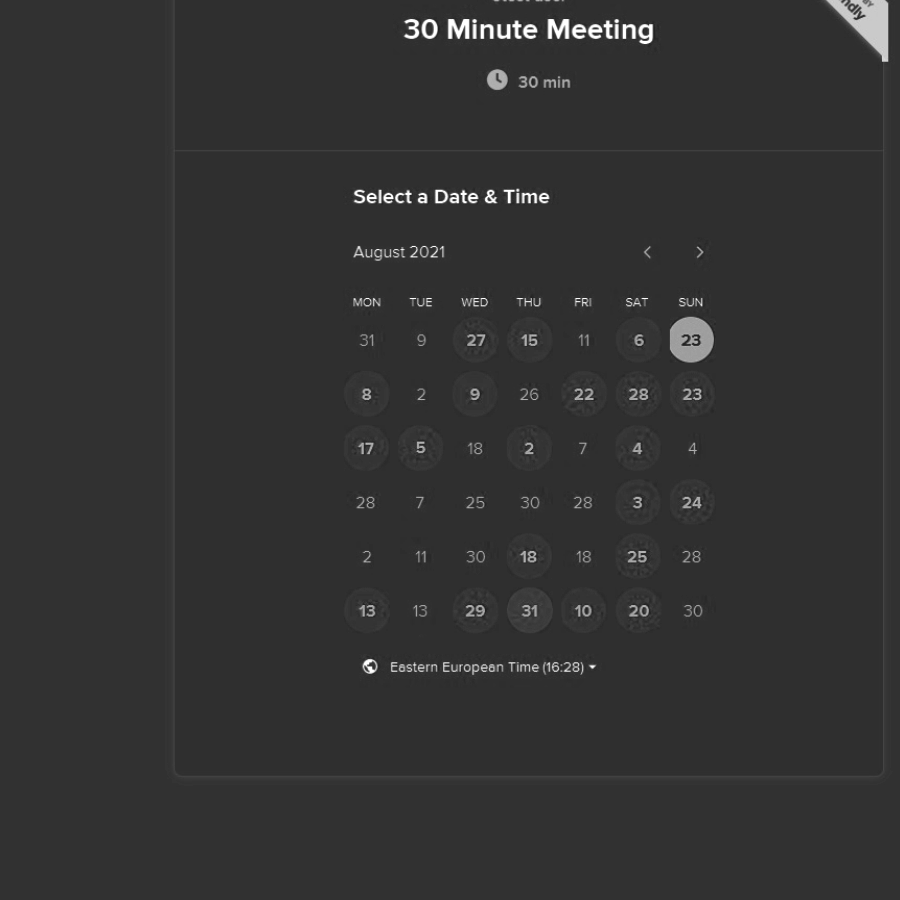 30 Minute Meeting
30 min
Select a Date & Time
August 2021
MON TUE WED THU FRI SAT SUN
31 9 27 15 11 6 23
8 2 9 26 22 28 23
17 5 18 2 7 4 4
28 7 25 30 28 3 24
2 11 30 18 18 25 28
13 13 29 31 10 20 30
Eastern European Time (16:28)